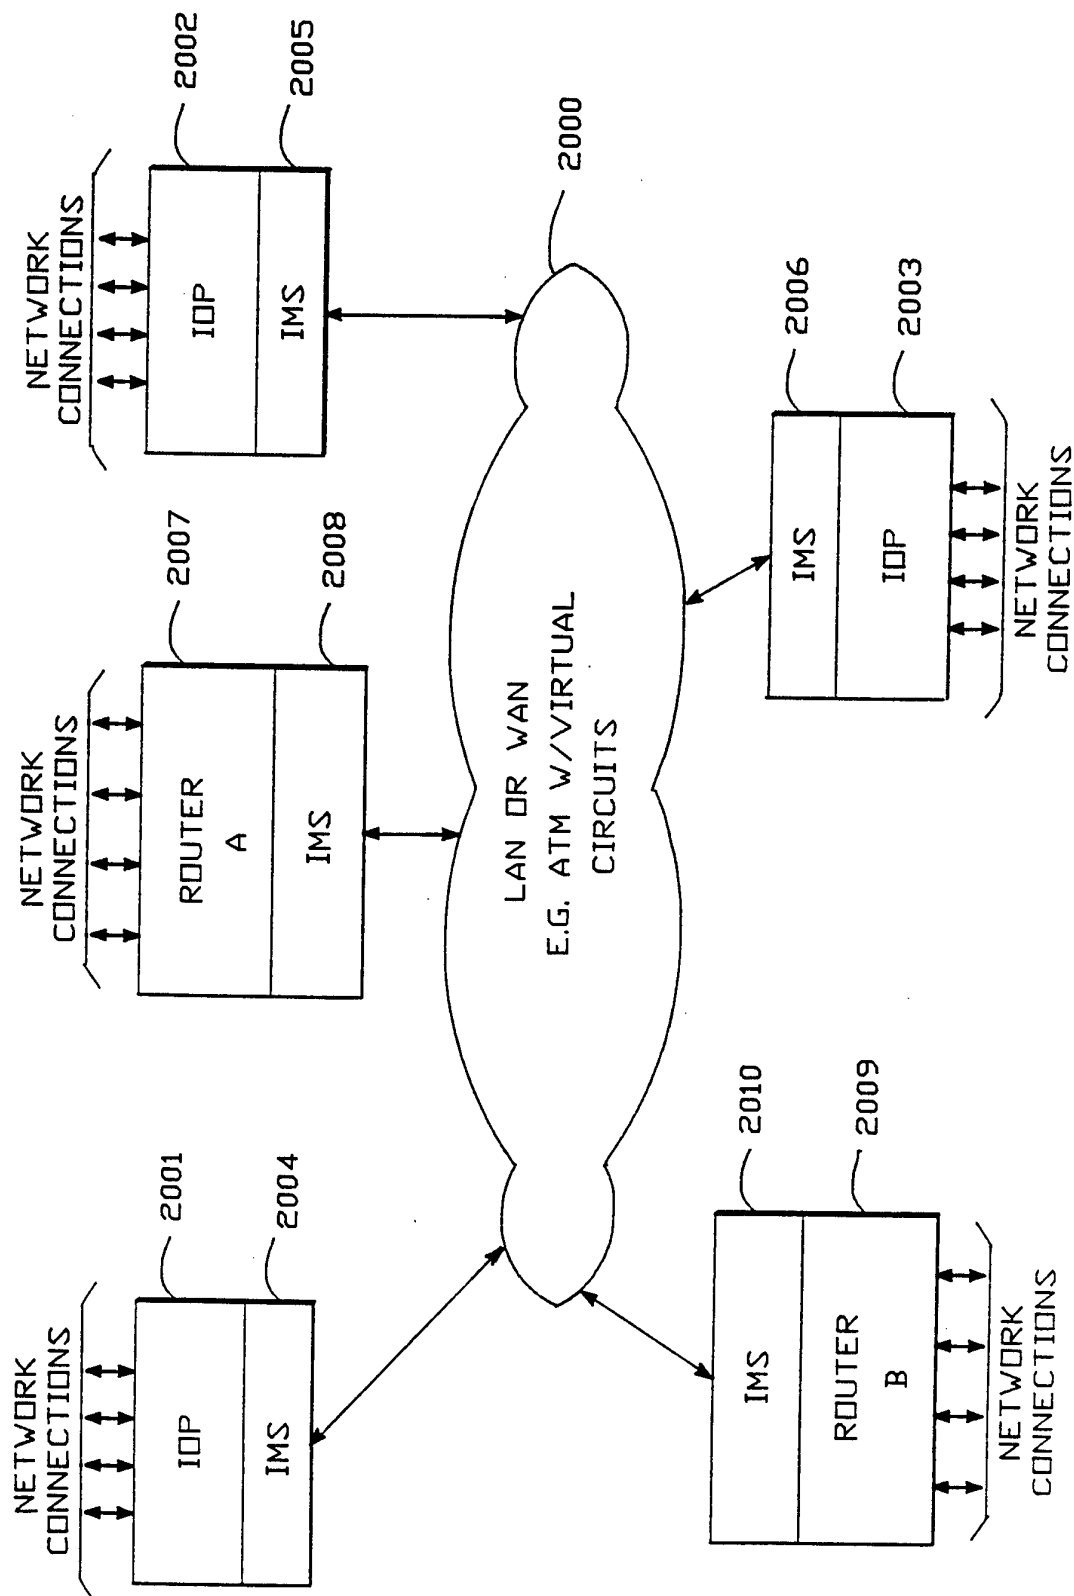 NETWORK
CONNECTIONS
IOP
IMS
2001
2004
NETWORK
CONNECTIONS
ROUTER
A
IMS
2007
2008
NETWORK
CONNECTIONS
IOP
IMS
2002
2005
LAN OR WAN
E.G. ATM W/VIRTUAL
CIRCUITS
2000
IMS
ROUTER
B
2010
2009
NETWORK
CONNECTIONS
IMS
IOP
2006
2003
NETWORK
CONNECTIONS